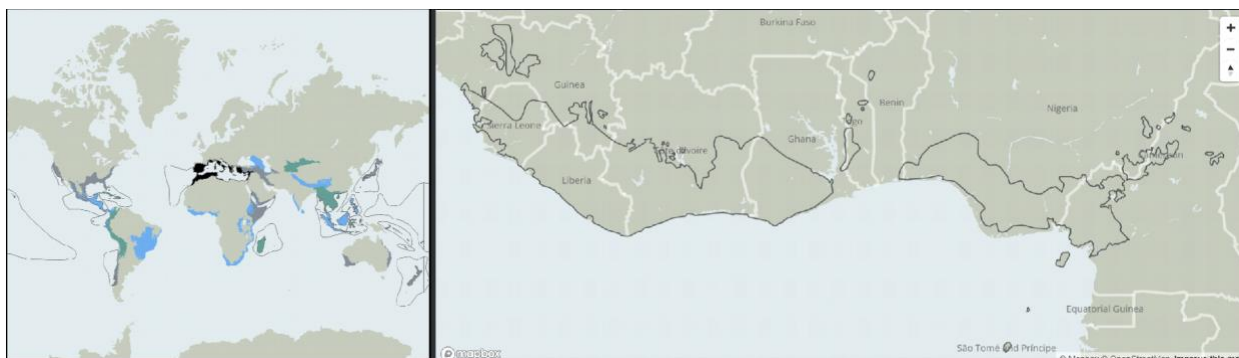 Burkina Faso
Guinea
Benin
Nigeria
Sierra Leone
Ghana
Liberia
Equatorial Guinea
São Tomé and Príncipe
mapbox